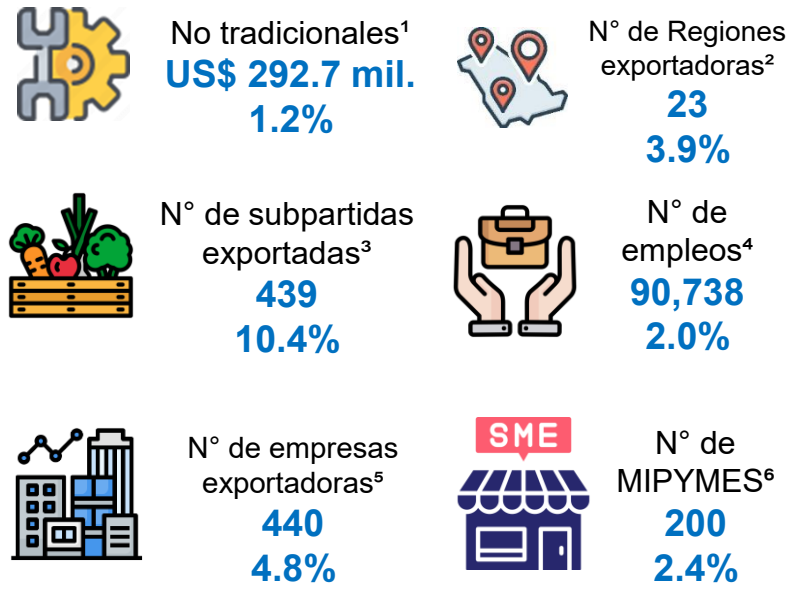 No tradicionales¹
US$ 292.7 mil.
1.2%
N° de Regiones
exportadoras²
23
3.9%
N° de subpartidas
exportadas³
439
10.4%
N° de
empleos⁴
90,738
2.0%
N° de empresas
exportadoras⁵
440
4.8%
SME
N° de
MIPYMES⁶
200
2.4%